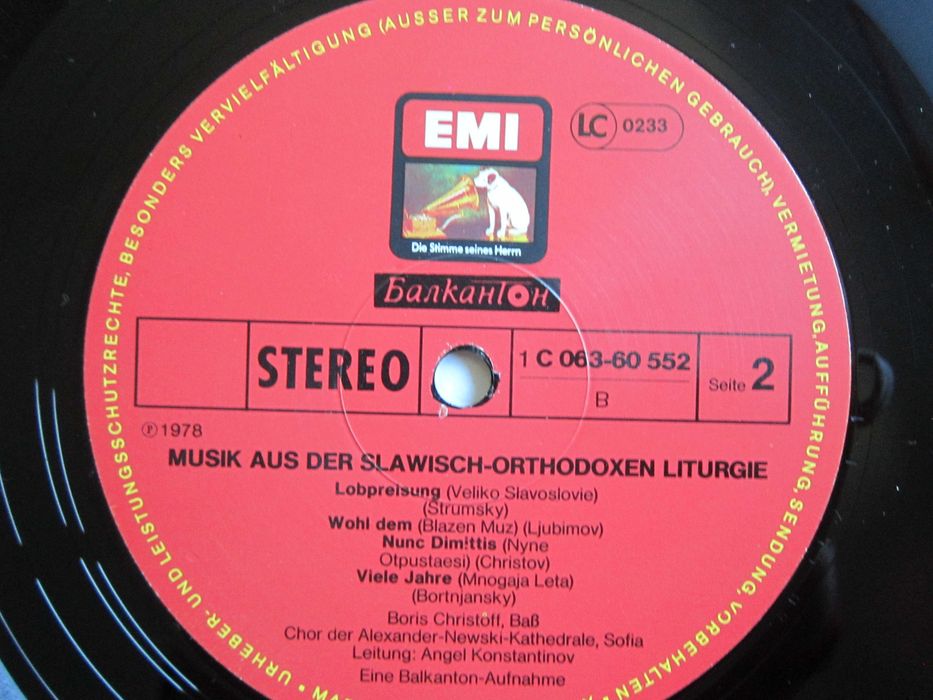 URHEBER- UND LEISTUNGSSCHUTZRECHTE, BESONDERS VERVIELFÄLTIGUNG (AUSSER ZUM PERSÖNLICHEN GEBRAUCH), VERMIETUNG, AUFFÜHRUNG, SENDUNG, VORBEHALTEN •
EMI
LC 0233
Die Stimme seines Herrn
Балкантон
STEREO
1 C 063-60 552
B
Seite 2
℗ 1978
MUSIK AUS DER SLAWISCH-ORTHODOXEN LITURGIE
Lobpreisung (Veliko Slavoslovie)
(Strumsky)
Wohl dem (Blazen Muz) (Ljubimov)
Nunc Dimittis (Nyne
Otpustaesi) (Christov)
Viele Jahre (Mnogaja Leta)
(Bortnjansky)
Boris Christoff, Baß
Chor der Alexander-Newski-Kathedrale, Sofia
Leitung: Angel Konstantinov
Eine Balkanton-Aufnahme